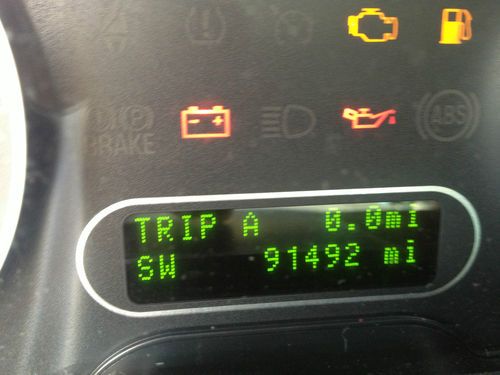 P
BRAKE
ABS
TRIP A 0.0mi
SW 91492 mi